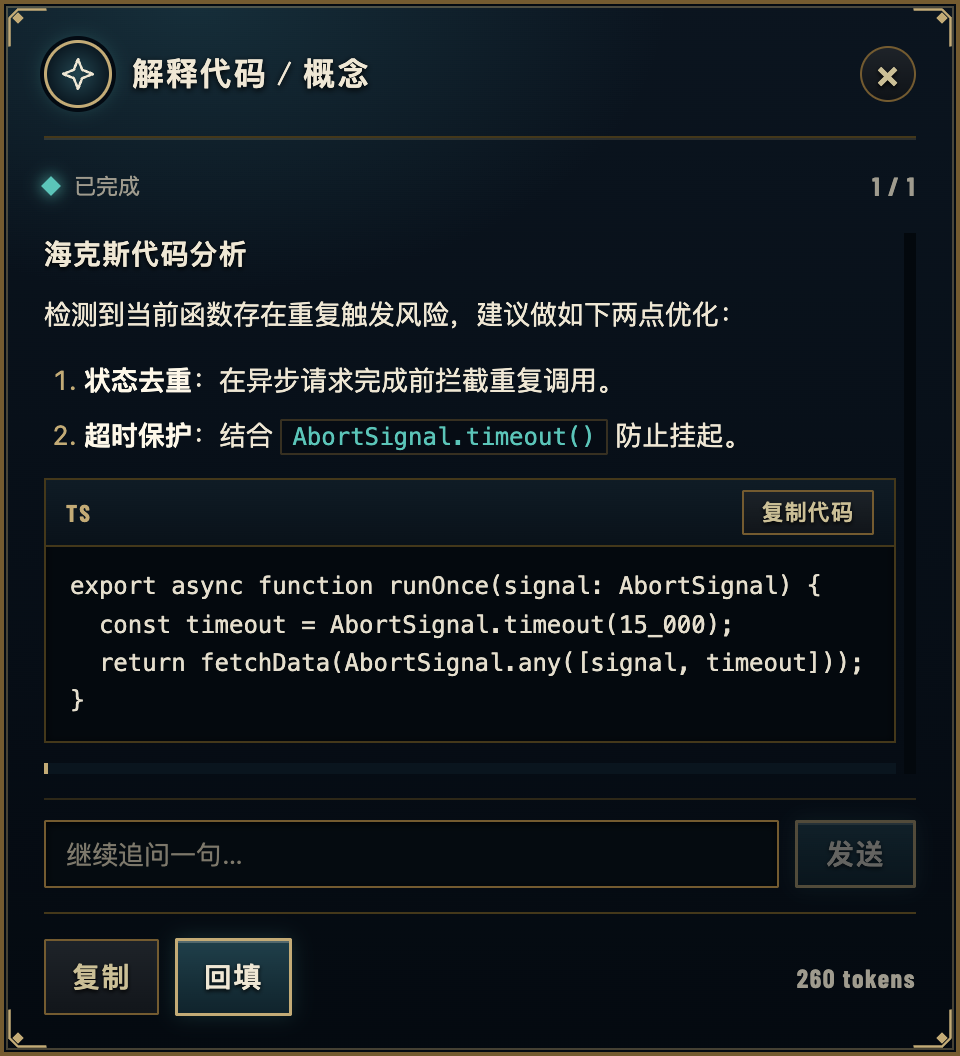 解释代码 / 概念
已完成
1 / 1
海克斯代码分析
检测到当前函数存在重复触发风险，建议做如下两点优化：
1. 状态去重：在异步请求完成前拦截重复调用。
2. 超时保护：结合 AbortSignal.timeout() 防止挂起。
TS
复制代码
export async function runOnce(signal: AbortSignal) {
  const timeout = AbortSignal.timeout(15_000);
  return fetchData(AbortSignal.any([signal, timeout]));
}
继续追问一句...
发送
复制
回填
260 tokens